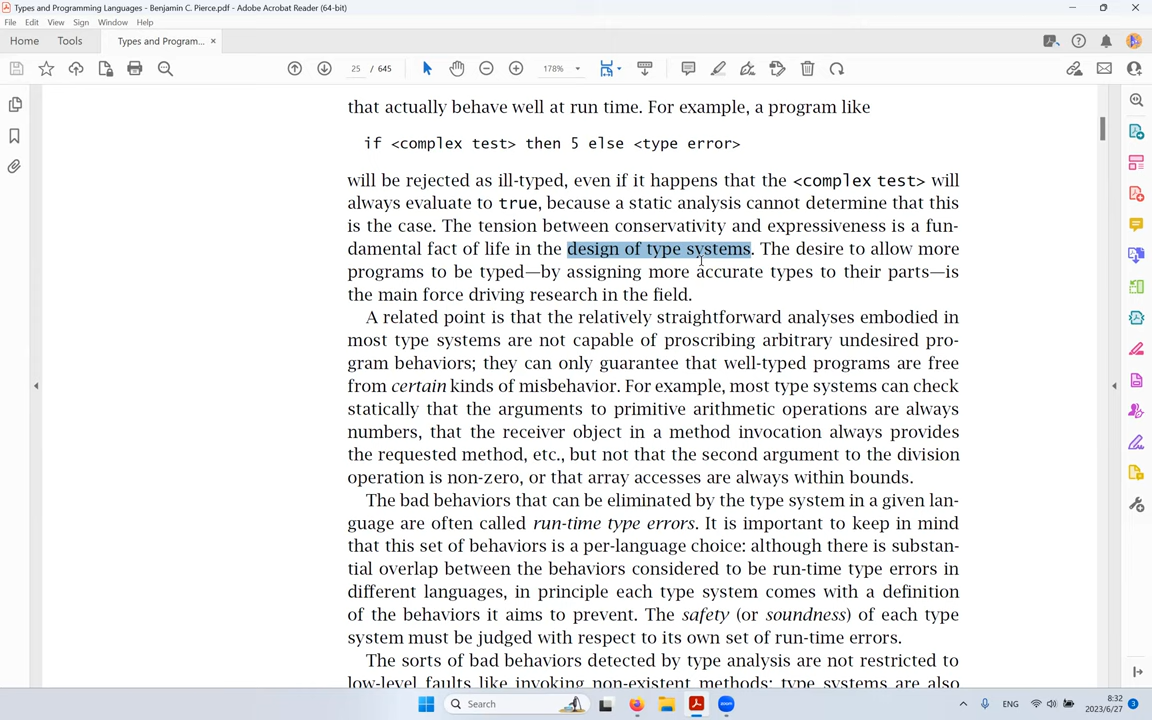 Types and Programming Languages - Benjamin C. Pierce.pdf - Adobe Acrobat Reader (64-bit)
File Edit View Sign Window Help
Home Tools Types and Program... ×
25 / 645 178%
that actually behave well at run time. For example, a program like
if <complex test> then 5 else <type error>
will be rejected as ill-typed, even if it happens that the <complex test> will
always evaluate to true, because a static analysis cannot determine that this
is the case. The tension between conservativity and expressiveness is a fun-
damental fact of life in the design of type systems. The desire to allow more
programs to be typed—by assigning more accurate types to their parts—is
the main force driving research in the field.
A related point is that the relatively straightforward analyses embodied in
most type systems are not capable of proscribing arbitrary undesired pro-
gram behaviors; they can only guarantee that well-typed programs are free
from certain kinds of misbehavior. For example, most type systems can check
statically that the arguments to primitive arithmetic operations are always
numbers, that the receiver object in a method invocation always provides
the requested method, etc., but not that the second argument to the division
operation is non-zero, or that array accesses are always within bounds.
The bad behaviors that can be eliminated by the type system in a given lan-
guage are often called run-time type errors. It is important to keep in mind
that this set of behaviors is a per-language choice: although there is substan-
tial overlap between the behaviors considered to be run-time type errors in
different languages, in principle each type system comes with a definition
of the behaviors it aims to prevent. The safety (or soundness) of each type
system must be judged with respect to its own set of run-time errors.
The sorts of bad behaviors detected by type analysis are not restricted to
low-level faults like invoking non-existent methods: type systems are also
Search
zoom
ENG
8:32
2023/6/27
3